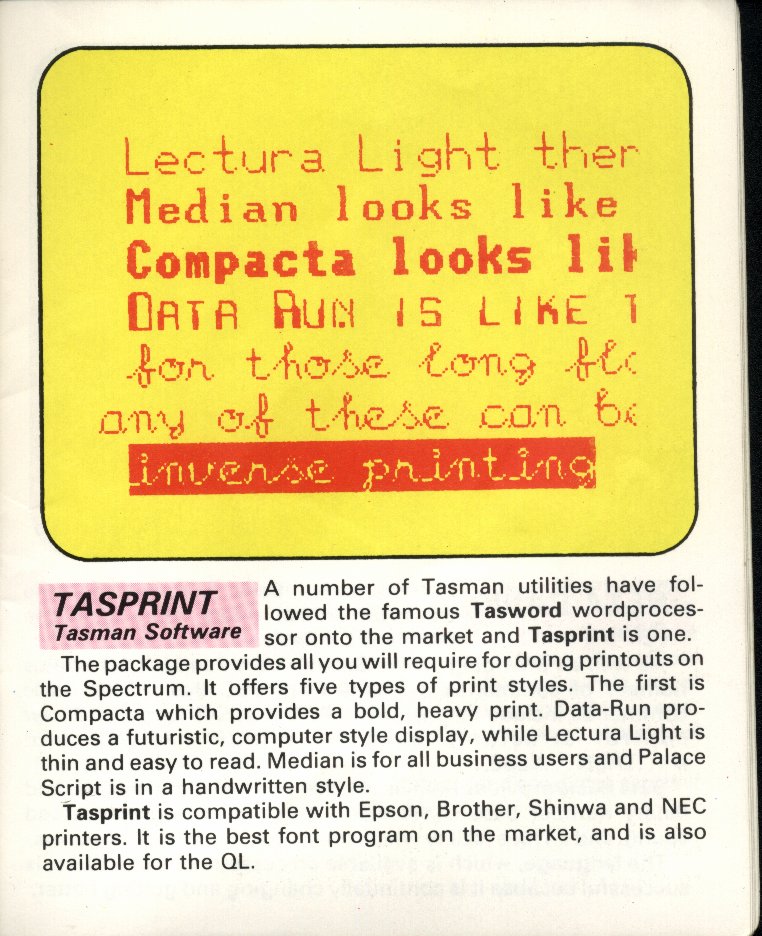 Lectura Light ther
Median looks like
Compacta looks lik
DATA RUN IS LIKE T
for those long flo
any of these can be
inverse printing
TASPRINT
Tasman Software
A number of Tasman utilities have fol-
lowed the famous Tasword wordproces-
sor onto the market and Tasprint is one.
The package provides all you will require for doing printouts on
the Spectrum. It offers five types of print styles. The first is
Compacta which provides a bold, heavy print. Data-Run pro-
duces a futuristic, computer style display, while Lectura Light is
thin and easy to read. Median is for all business users and Palace
Script is in a handwritten style.
Tasprint is compatible with Epson, Brother, Shinwa and NEC
printers. It is the best font program on the market, and is also
available for the QL.